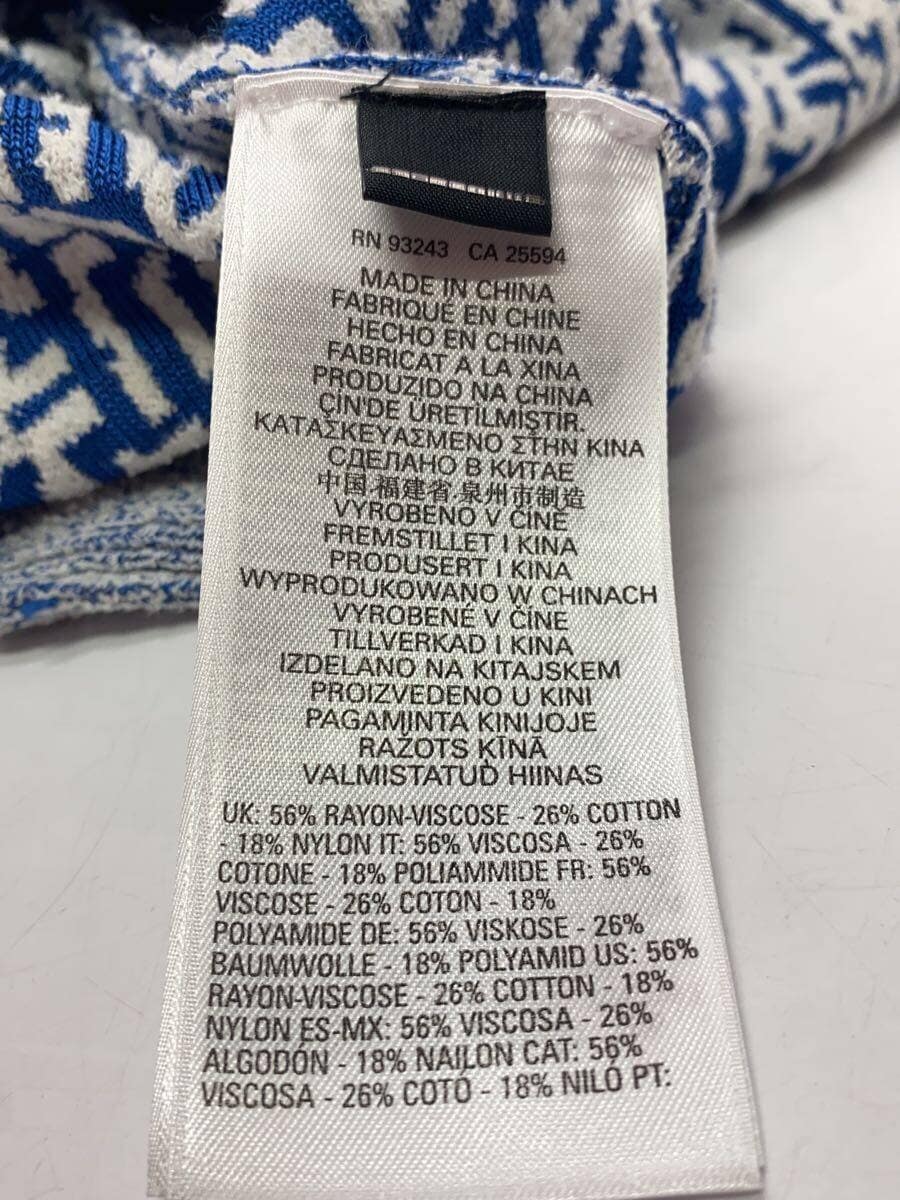 RN 93243 CA 25594
MADE IN CHINA
FABRIQUÉ EN CHINE
HECHO EN CHINA
FABRICAT A LA XINA
PRODUZIDO NA CHINA
ÇIN'DE ÜRETILMIŞTIR.
ΚΑΤΑΣΚΕΥΑΣΜΕΝΟ ΣΤΗΝ ΚΙΝΑ
СДЕЛАНО В КИТАЕ
中国.福建省.泉州市制造
VYROBENO V ČÍNĚ
FREMSTILLET I KINA
PRODUSERT I KINA
WYPRODUKOWANO W CHINACH
VYROBENÉ V ČÍNE
TILLVERKAD I KINA
IZDELANO NA KITAJSKEM
PROIZVEDENO U KINI
PAGAMINTA KINIJOJE
RAŽOTS ĶĪNĀ
VALMISTATUD HIINAS
UK: 56% RAYON-VISCOSE - 26% COTTON
- 18% NYLON IT: 56% VISCOSA - 26%
COTONE - 18% POLIAMMIDE FR: 56%
VISCOSE - 26% COTON - 18%
POLYAMIDE DE: 56% VISKOSE - 26%
BAUMWOLLE - 18% POLYAMID US: 56%
RAYON-VISCOSE - 26% COTTON - 18%
NYLON ES-MX: 56% VISCOSA - 26%
ALGODÓN - 18% NAILON CAT: 56%
VISCOSA - 26% COTÓ - 18% NILÓ PT: